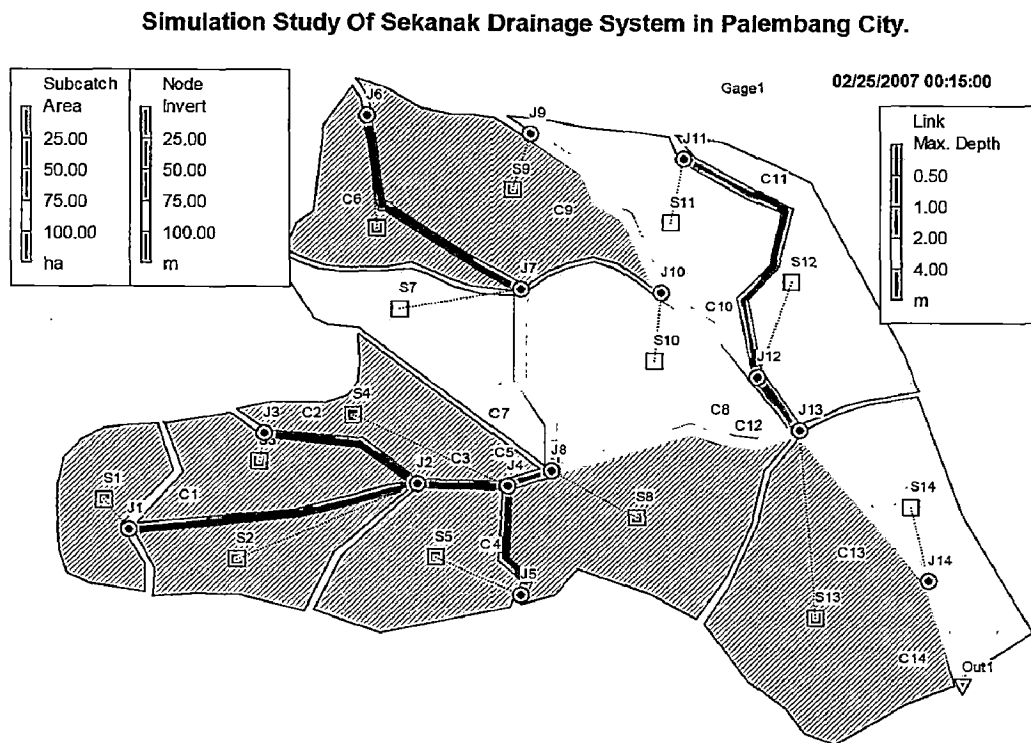 Simulation Study Of Sekanak Drainage System in Palembang City.
Subcatch
Area
25.00
50.00
75.00
100.00
ha
Node
Invert
25.00
50.00
75.00
100.00
m
Gage1
02/25/2007 00:15:00
Link
Max. Depth
0.50
1.00
2.00
4.00
m
J6
J9
J11
S9
C11
C6
C9
S11
S12
J7
J10
S7
C10
S10
J12
S4
J3
C2
C7
C8
C12
J13
C5
J8
J2
C3
J4
S1
C1
J1
S2
S5
C4
S8
S14
J5
C13
J14
S13
C14
Out1